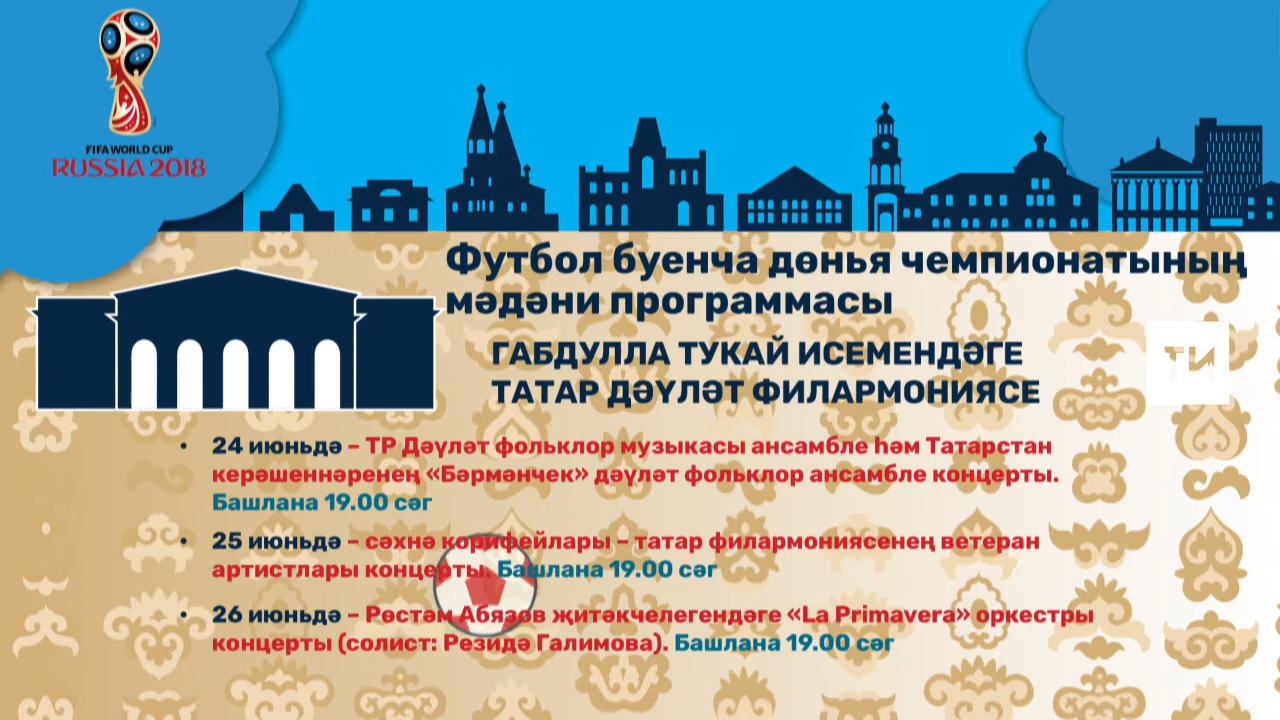 FIFA WORLD CUP
RUSSIA 2018
Футбол буенча дөнья чемпионатының
мәдәни программасы
ГАБДУЛЛА ТУКАЙ ИСЕМЕНДӘГЕ
ТАТАР ДӘҮЛӘТ ФИЛАРМОНИЯСЕ
ТИ
• 24 июньдә – ТР Дәүләт фольклор музыкасы ансамбле һәм Татарстан
керәшеннәренең «Бәрмәнчек» дәүләт фольклор ансамбле концерты.
Башлана 19.00 сәг
• 25 июньдә – сәхнә корифейлары – татар филармониясенең ветеран
артистлары концерты. Башлана 19.00 сәг
• 26 июньдә – Рөстәм Абязов җитәкчелегендәге «La Primavera» оркестры
концерты (солист: Резидә Галимова). Башлана 19.00 сәг